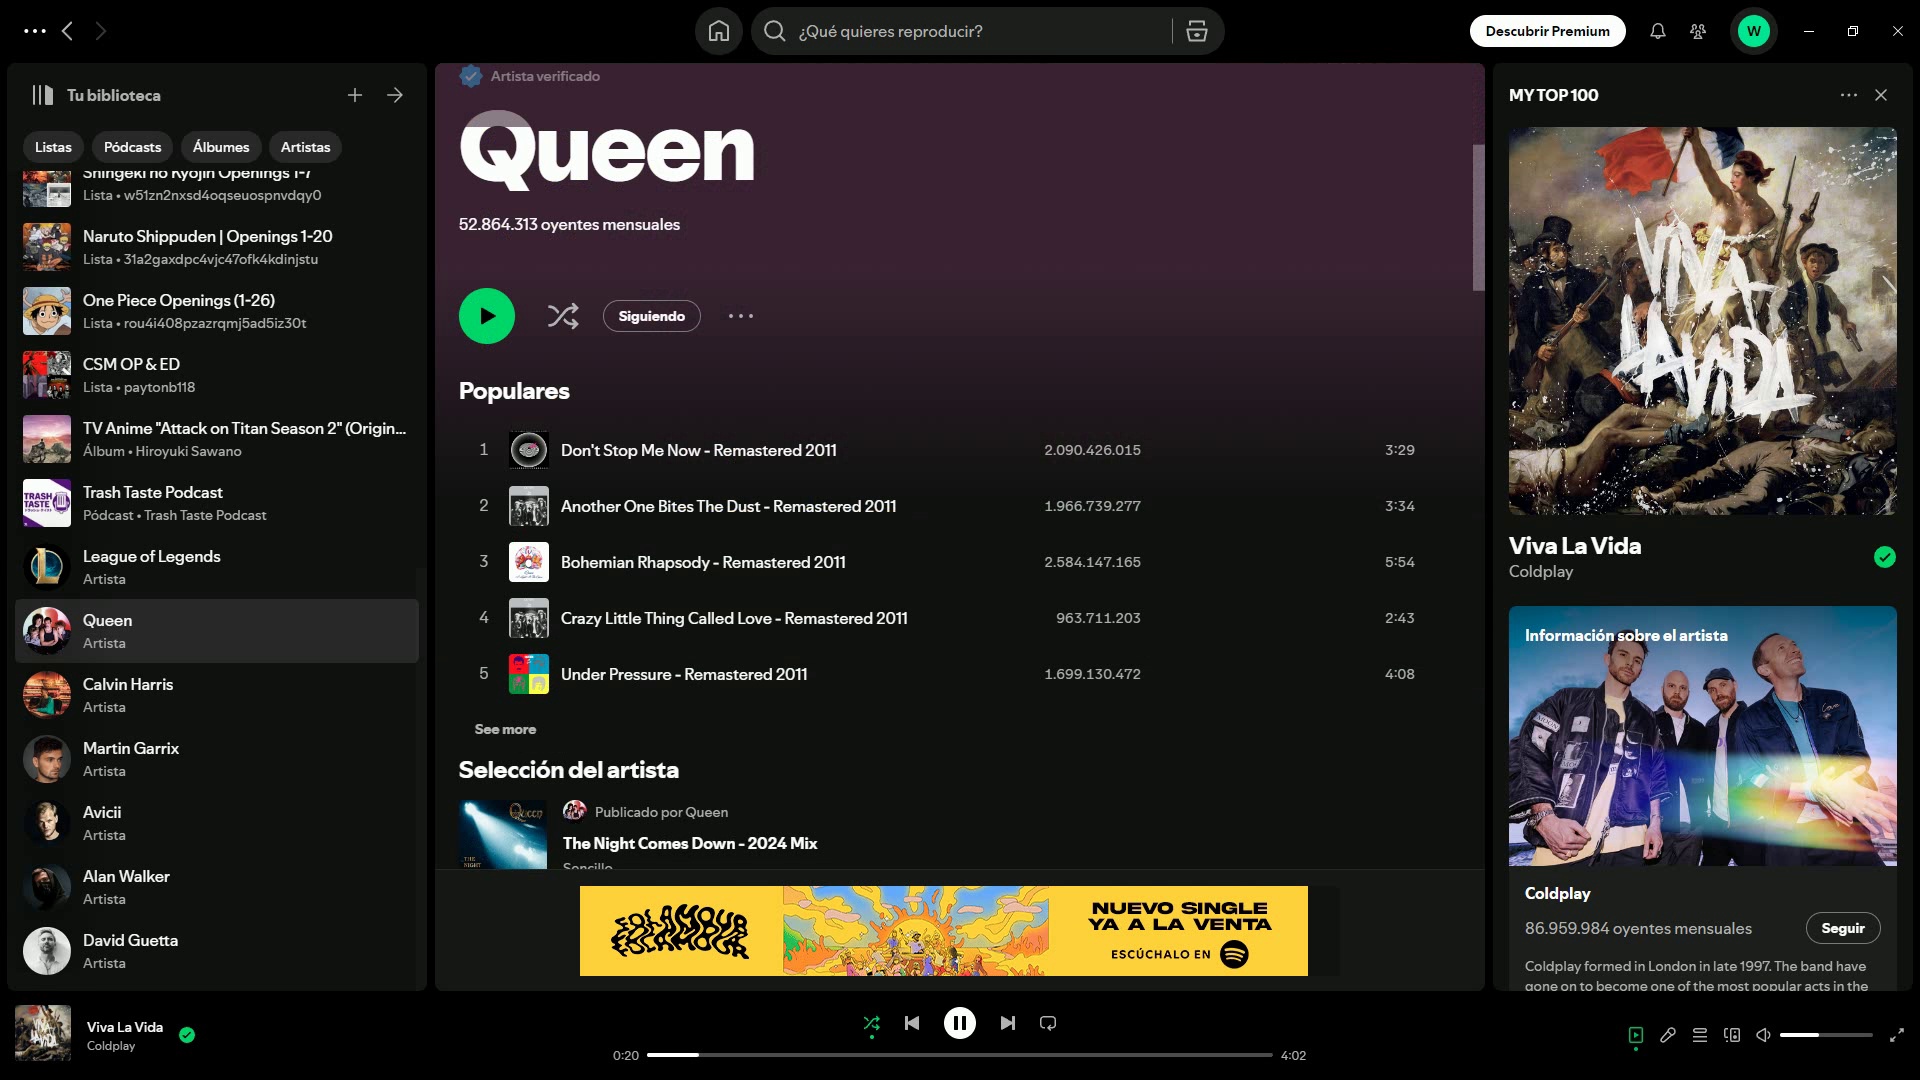 ¿Qué quieres reproducir?
Descubrir Premium
W
Tu biblioteca
Listas
Pódcasts
Álbumes
Artistas
Shingeki no Kyojin Openings 1-7
Lista • w51zn2nxsd4oqseuospnvdqy0
Naruto Shippuden | Openings 1-20
Lista • 31a2gaxdpc4vjc47ofk4kdinjstu
One Piece Openings (1-26)
Lista • rou4i408pzazrqmj5ad5iz30t
CSM OP & ED
Lista • paytonb118
TV Anime "Attack on Titan Season 2" (Origin...
Álbum • Hiroyuki Sawano
TRASH TASTE
Trash Taste Podcast
Pódcast • Trash Taste Podcast
League of Legends
Artista
Queen
Artista
Calvin Harris
Artista
Martin Garrix
Artista
Avicii
Artista
Alan Walker
Artista
David Guetta
Artista
Artista verificado
Queen
52.864.313 oyentes mensuales
Siguiendo
Populares
1 Don't Stop Me Now - Remastered 2011 2.090.426.015 3:29
2 Another One Bites The Dust - Remastered 2011 1.966.739.277 3:34
3 Bohemian Rhapsody - Remastered 2011 2.584.147.165 5:54
4 Crazy Little Thing Called Love - Remastered 2011 963.711.203 2:43
5 Under Pressure - Remastered 2011 1.699.130.472 4:08
See more
Selección del artista
Queen
THE NIGHT
Publicado por Queen
The Night Comes Down - 2024 Mix
Sencillo
FOLAMOUR
FOLAMOUR
NUEVO SINGLE
YA A LA VENTA
ESCÚCHALO EN
MY TOP 100
VIVA
LA VIDA
Viva La Vida
Coldplay
Información sobre el artista
Coldplay
86.959.984 oyentes mensuales
Seguir
Coldplay formed in London in late 1997. The band have
gone on to become one of the most popular acts in the
Viva La Vida
Coldplay
0:20
4:02